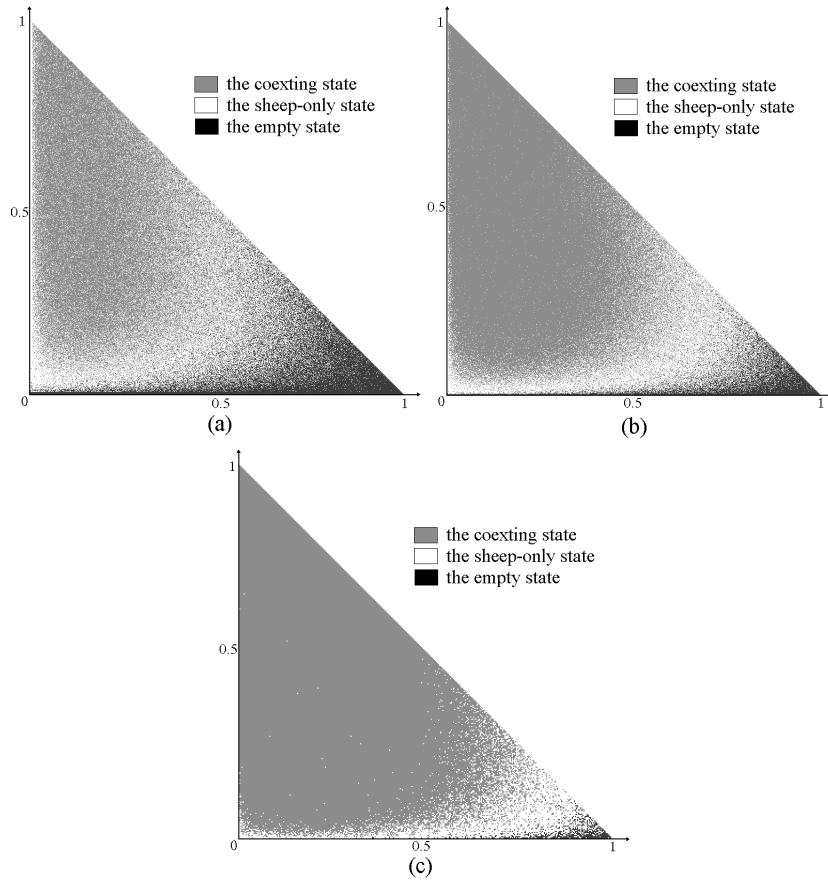 1
the coexting state
the sheep-only state
the empty state
0.5
0
0.5
1
(a)
1
the coexting state
the sheep-only state
the empty state
0.5
0
0.5
1
(b)
1
the coexting state
the sheep-only state
the empty state
0.5
0
0.5
1
(c)